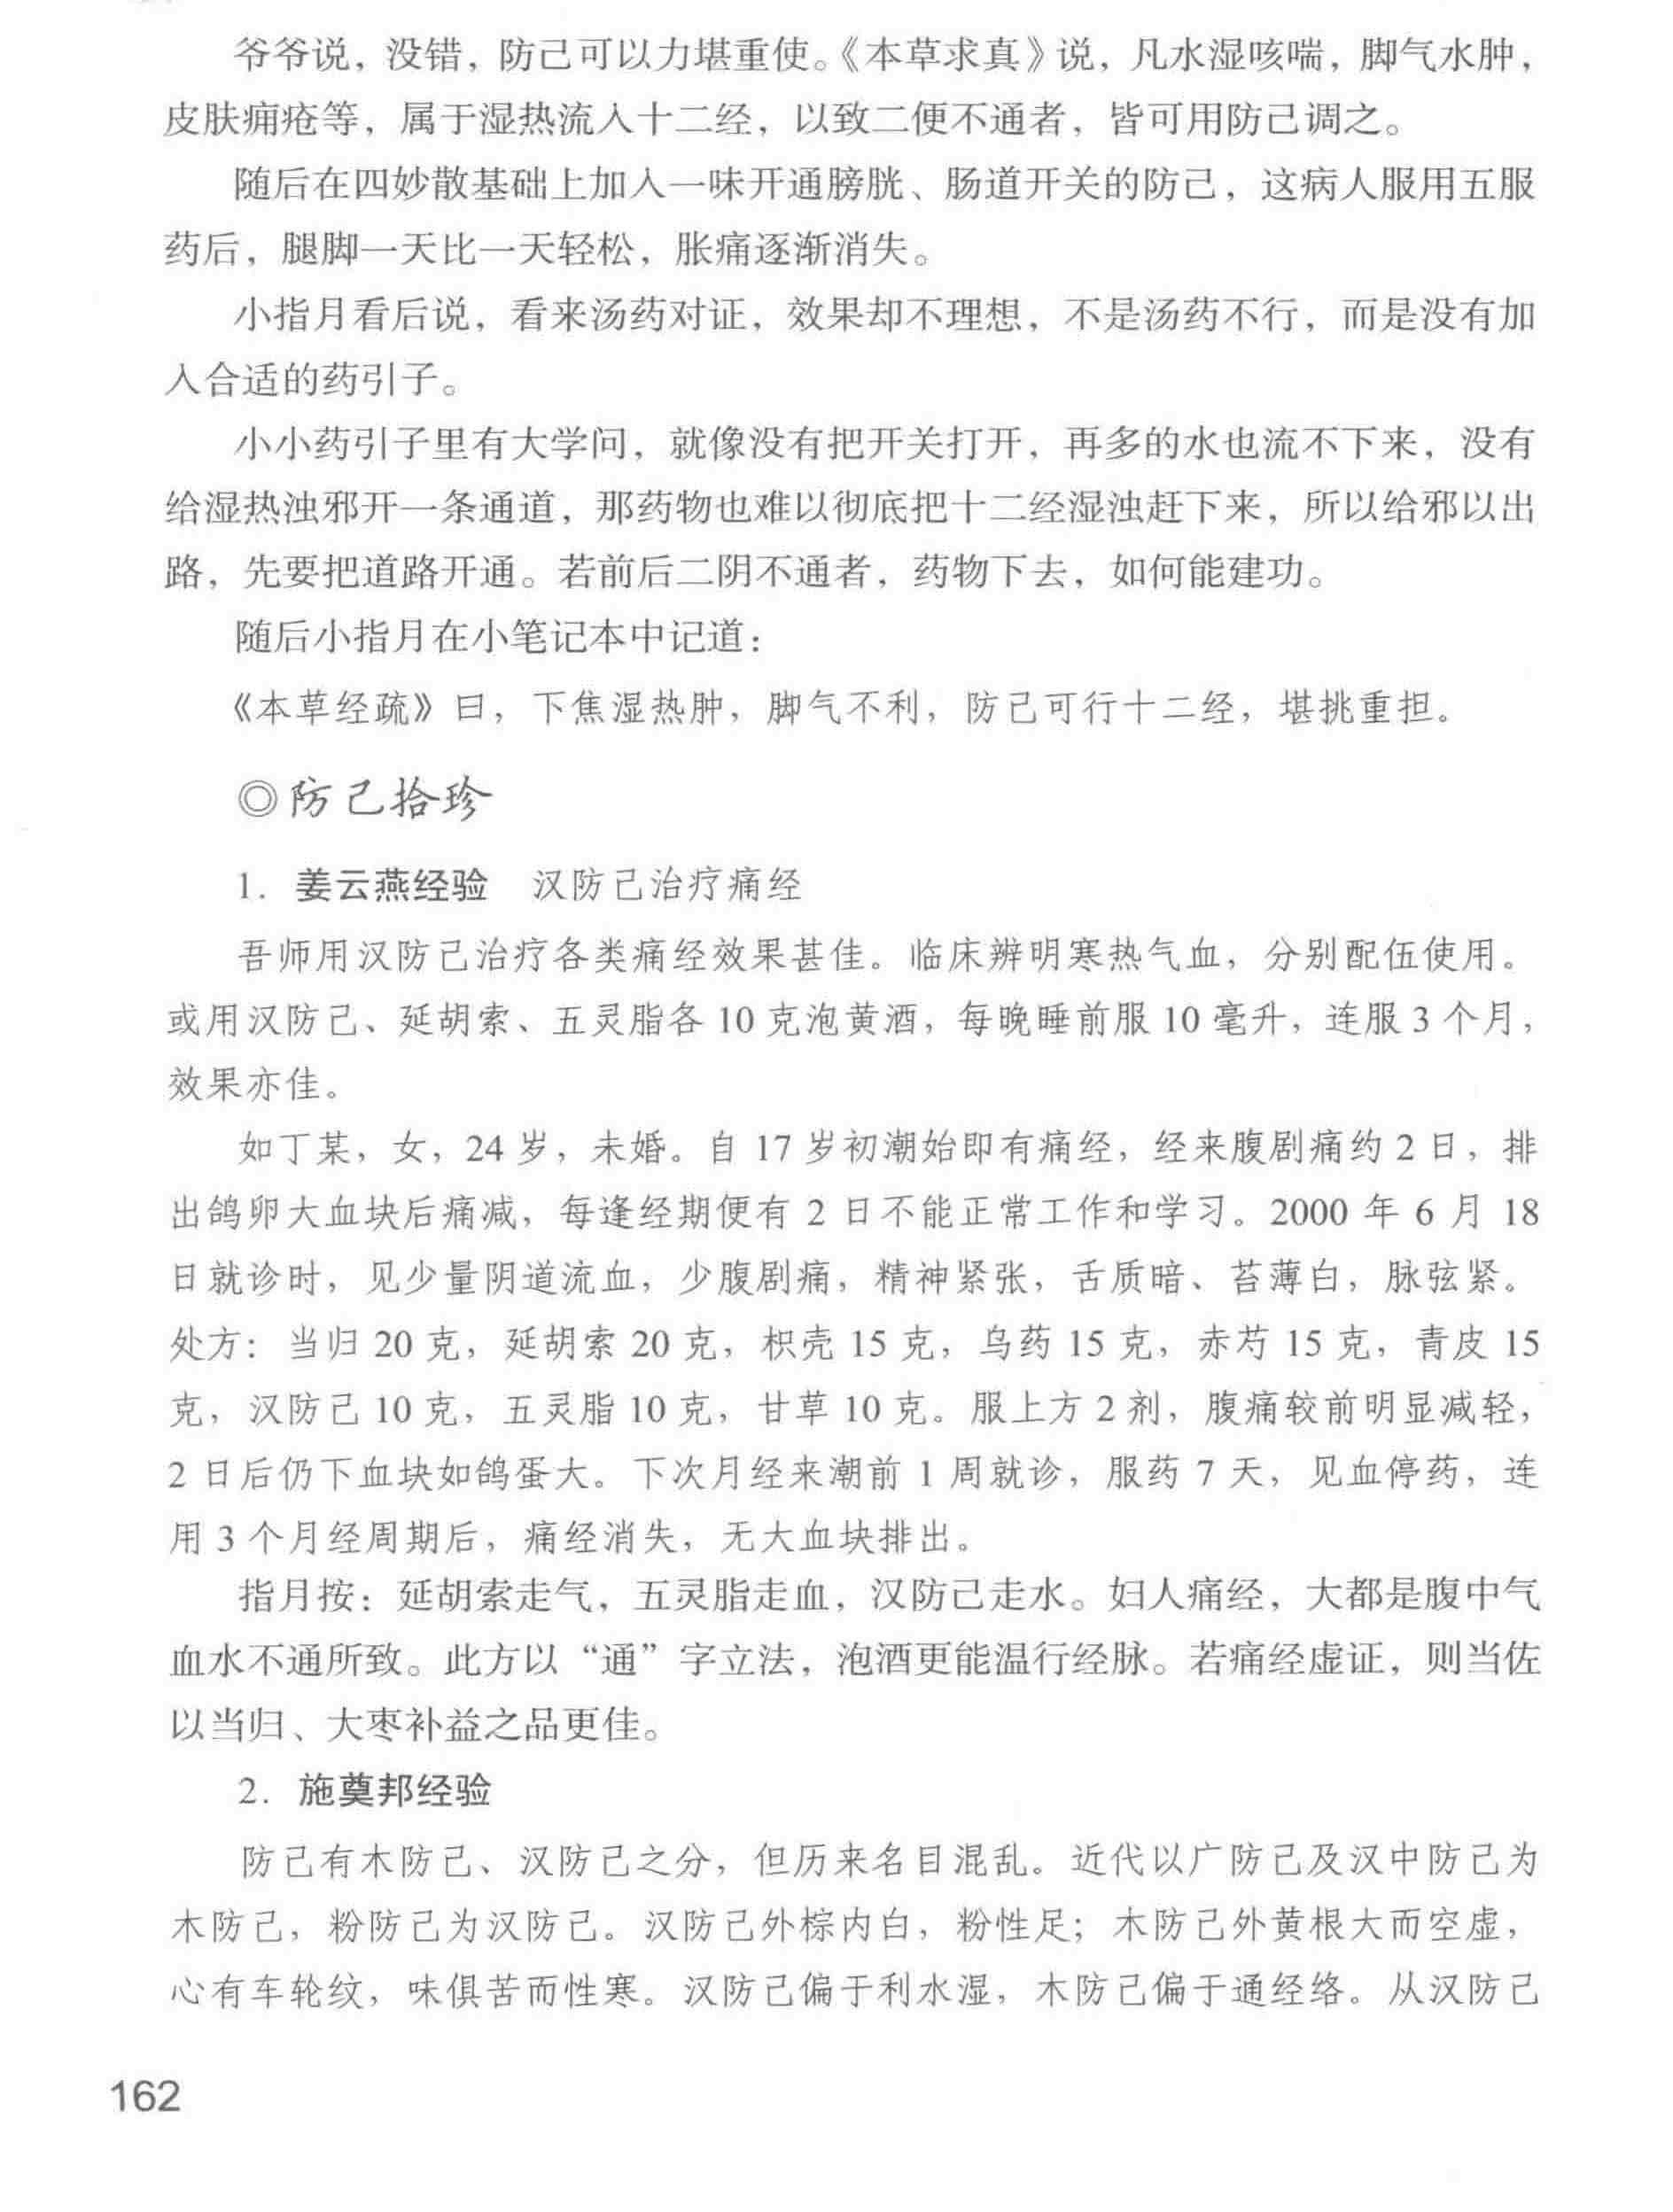 爷爷说，没错，防己可以力堪重使。《本草求真》说，凡水湿咳喘，脚气水肿，
皮肤痈疮等，属于湿热流入十二经，以致二便不通者，皆可用防己调之。
随后在四妙散基础上加入一味开通膀胱、肠道开关的防己，这病人服用五服
药后，腿脚一天比一天轻松，胀痛逐渐消失。
小指月看后说，看来汤药对证，效果却不理想，不是汤药不行，而是没有加
入合适的药引子。
小小药引子里有大学问，就像没有把开关打开，再多的水也流不下来，没有
给湿热浊邪开一条通道，那药物也难以彻底把十二经湿浊赶下来，所以给邪以出
路，先要把道路开通。若前后二阴不通者，药物下去，如何能建功。
随后小指月在小笔记本中记道：
《本草经疏》曰，下焦湿热肿，脚气不利，防己可行十二经，堪挑重担。
◎防己拾珍
1. 姜云燕经验 汉防己治疗痛经
吾师用汉防己治疗各类痛经效果甚佳。临床辨明寒热气血，分别配伍使用。
或用汉防己、延胡索、五灵脂各 10 克泡黄酒，每晚睡前服 10 毫升，连服 3 个月，
效果亦佳。
如丁某，女，24 岁，未婚。自 17 岁初潮始即有痛经，经来腹剧痛约 2 日，排
出鸽卵大血块后痛减，每逢经期便有 2 日不能正常工作和学习。2000 年 6 月 18
日就诊时，见少量阴道流血，少腹剧痛，精神紧张，舌质暗、苔薄白，脉弦紧。
处方：当归 20 克，延胡索 20 克，枳壳 15 克，乌药 15 克，赤芍 15 克，青皮 15
克，汉防己 10 克，五灵脂 10 克，甘草 10 克。服上方 2 剂，腹痛较前明显减轻，
2 日后仍下血块如鸽蛋大。下次月经来潮前 1 周就诊，服药 7 天，见血停药，连
用 3 个月经周期后，痛经消失，无大血块排出。
指月按：延胡索走气，五灵脂走血，汉防己走水。妇人痛经，大都是腹中气
血水不通所致。此方以“通”字立法，泡酒更能温行经脉。若痛经虚证，则当佐
以当归、大枣补益之品更佳。
2. 施奠邦经验
防己有木防己、汉防己之分，但历来名目混乱。近代以广防己及汉中防己为
木防己，粉防己为汉防己。汉防己外棕内白，粉性足；木防己外黄根大而空虚，
心有车轮纹，味俱苦而性寒。汉防己偏于利水湿，木防己偏于通经络。从汉防己
162